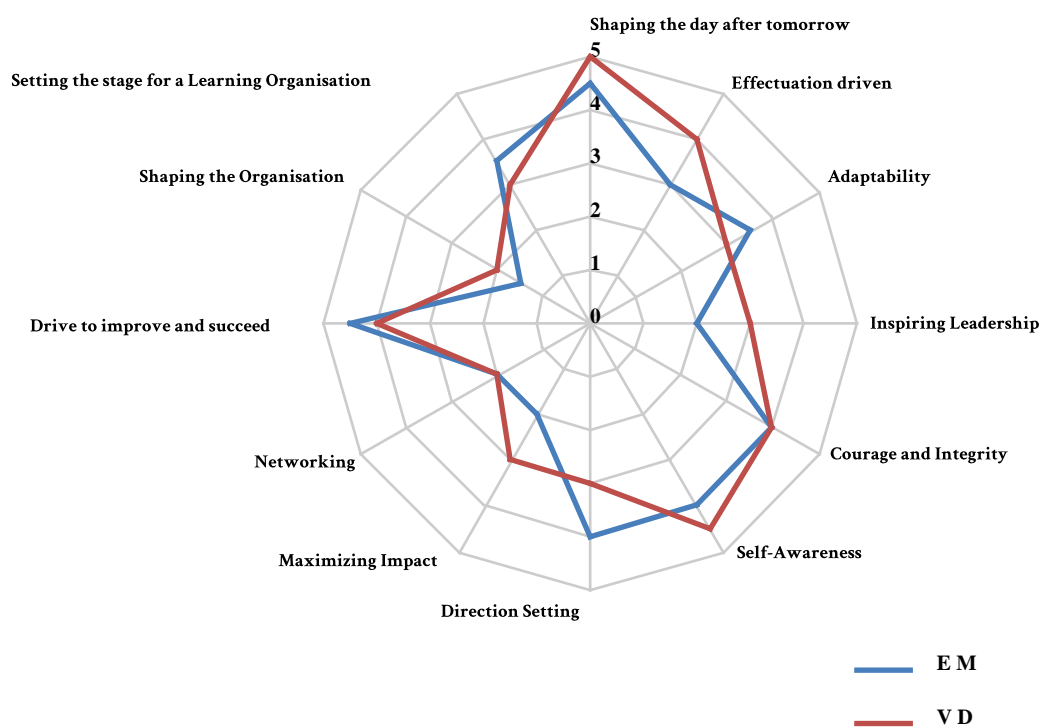 Shaping the day after tomorrow
5
Setting the stage for a Learning Organisation
Effectuation driven
4
3
Shaping the Organisation
Adaptability
2
1
0
Drive to improve and succeed
Inspiring Leadership
Networking
Courage and Integrity
Maximizing Impact
Self-Awareness
Direction Setting
E M
V D